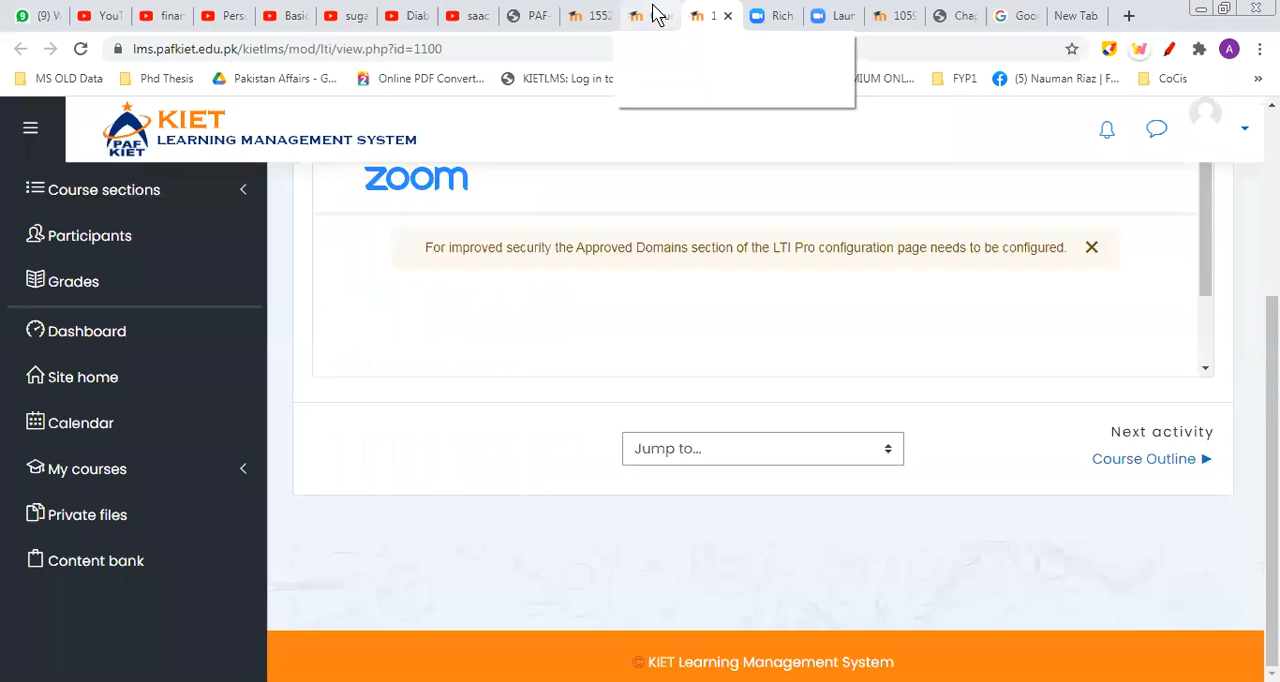 W
YouT
finan
Pers
Basi
suga
Diab
saac
PAF-
1552
1
Rich
Laur
1059
Cha
Goo
New Tab
lms.pafkiet.edu.pk/kietlms/mod/lti/view.php?id=1100
A
MS OLD Data
Phd Thesis
Pakistan Affairs - G...
Online PDF Convert...
KIETLMS: Log in to
MIUM ONL...
FYP1
(5) Nauman Riaz | F...
CoCis
»
KIET
LEARNING MANAGEMENT SYSTEM
PAF
KIET
Course sections
Participants
Grades
Dashboard
Site home
Calendar
My courses
Private files
Content bank
zoom
For improved security the Approved Domains section of the LTI Pro configuration page needs to be configured.
Jump to...
Next activity
Course Outline ►
© KIET Learning Management System